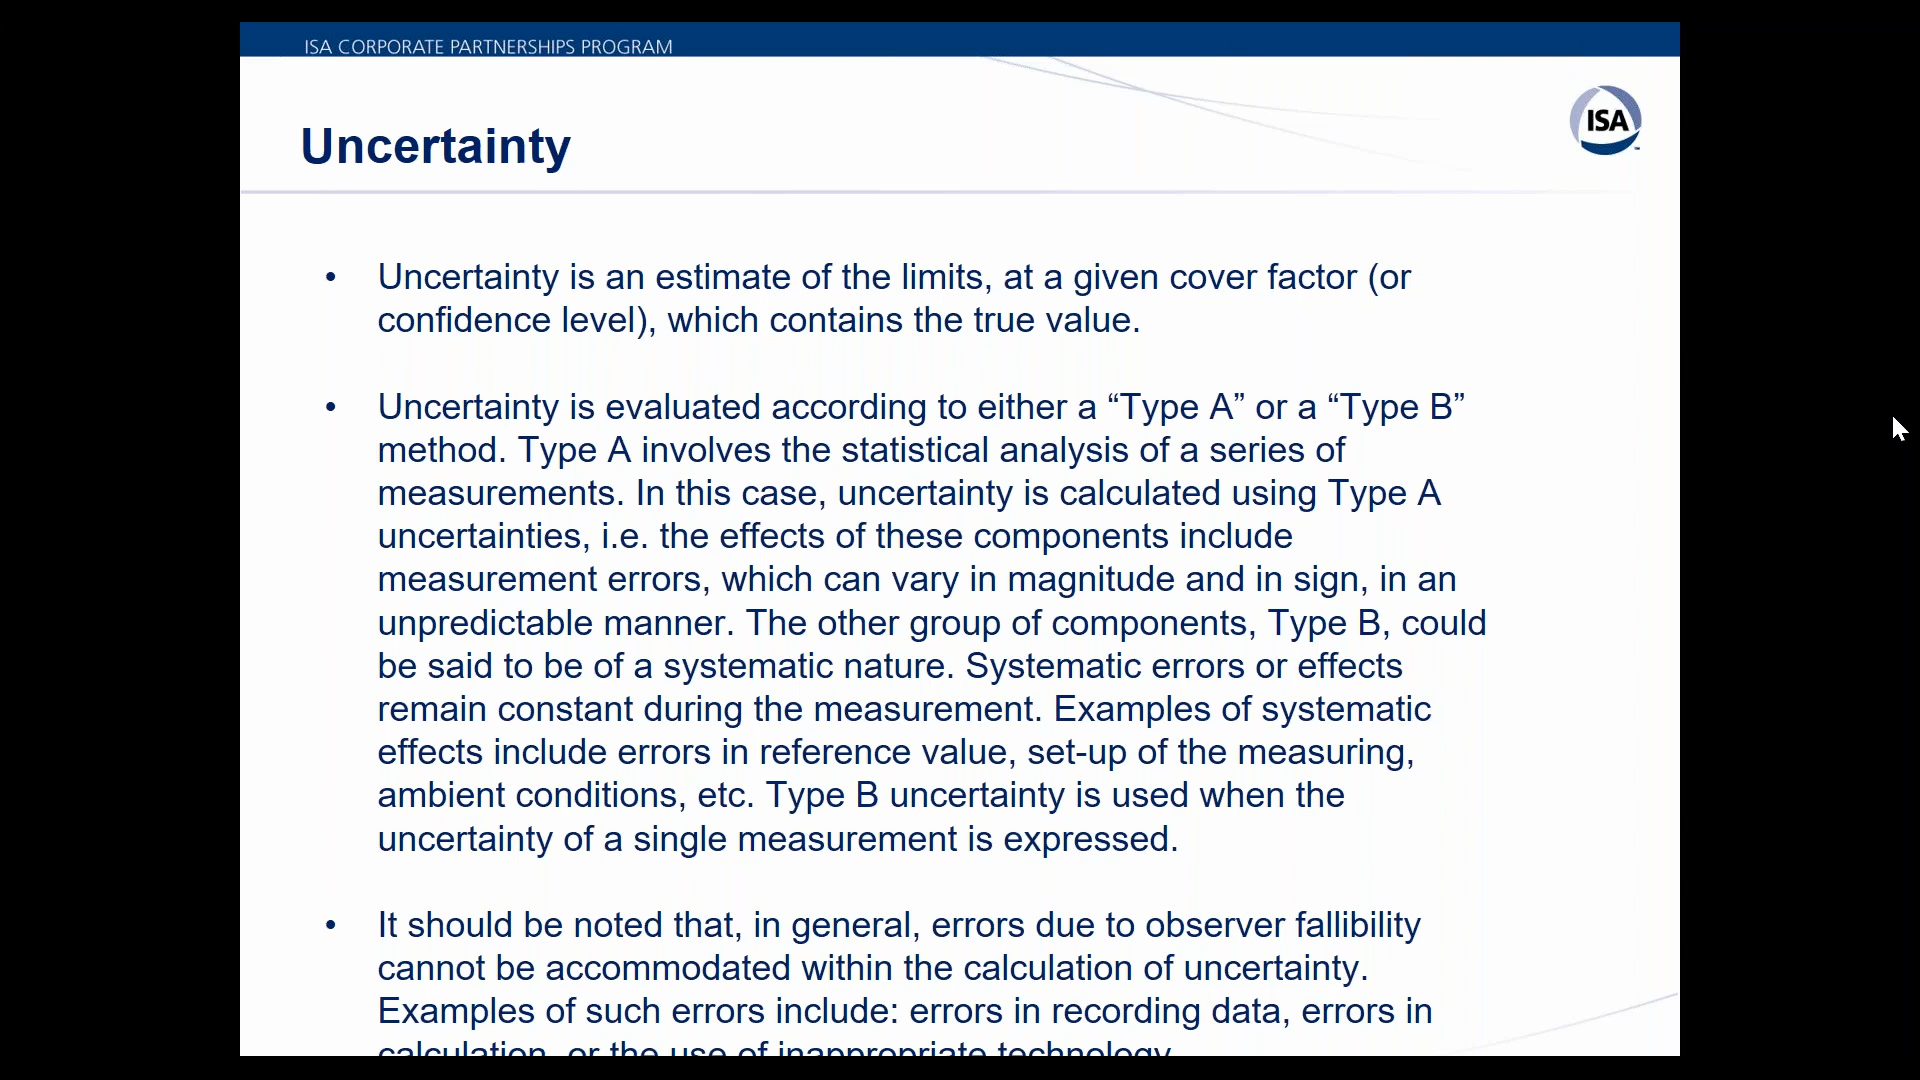 ISA CORPORATE PARTNERSHIPS PROGRAM
ISA
Uncertainty
• Uncertainty is an estimate of the limits, at a given cover factor (or
confidence level), which contains the true value.
• Uncertainty is evaluated according to either a “Type A” or a “Type B”
method. Type A involves the statistical analysis of a series of
measurements. In this case, uncertainty is calculated using Type A
uncertainties, i.e. the effects of these components include
measurement errors, which can vary in magnitude and in sign, in an
unpredictable manner. The other group of components, Type B, could
be said to be of a systematic nature. Systematic errors or effects
remain constant during the measurement. Examples of systematic
effects include errors in reference value, set-up of the measuring,
ambient conditions, etc. Type B uncertainty is used when the
uncertainty of a single measurement is expressed.
• It should be noted that, in general, errors due to observer fallibility
cannot be accommodated within the calculation of uncertainty.
Examples of such errors include: errors in recording data, errors in
calculation, or the use of inappropriate technology.